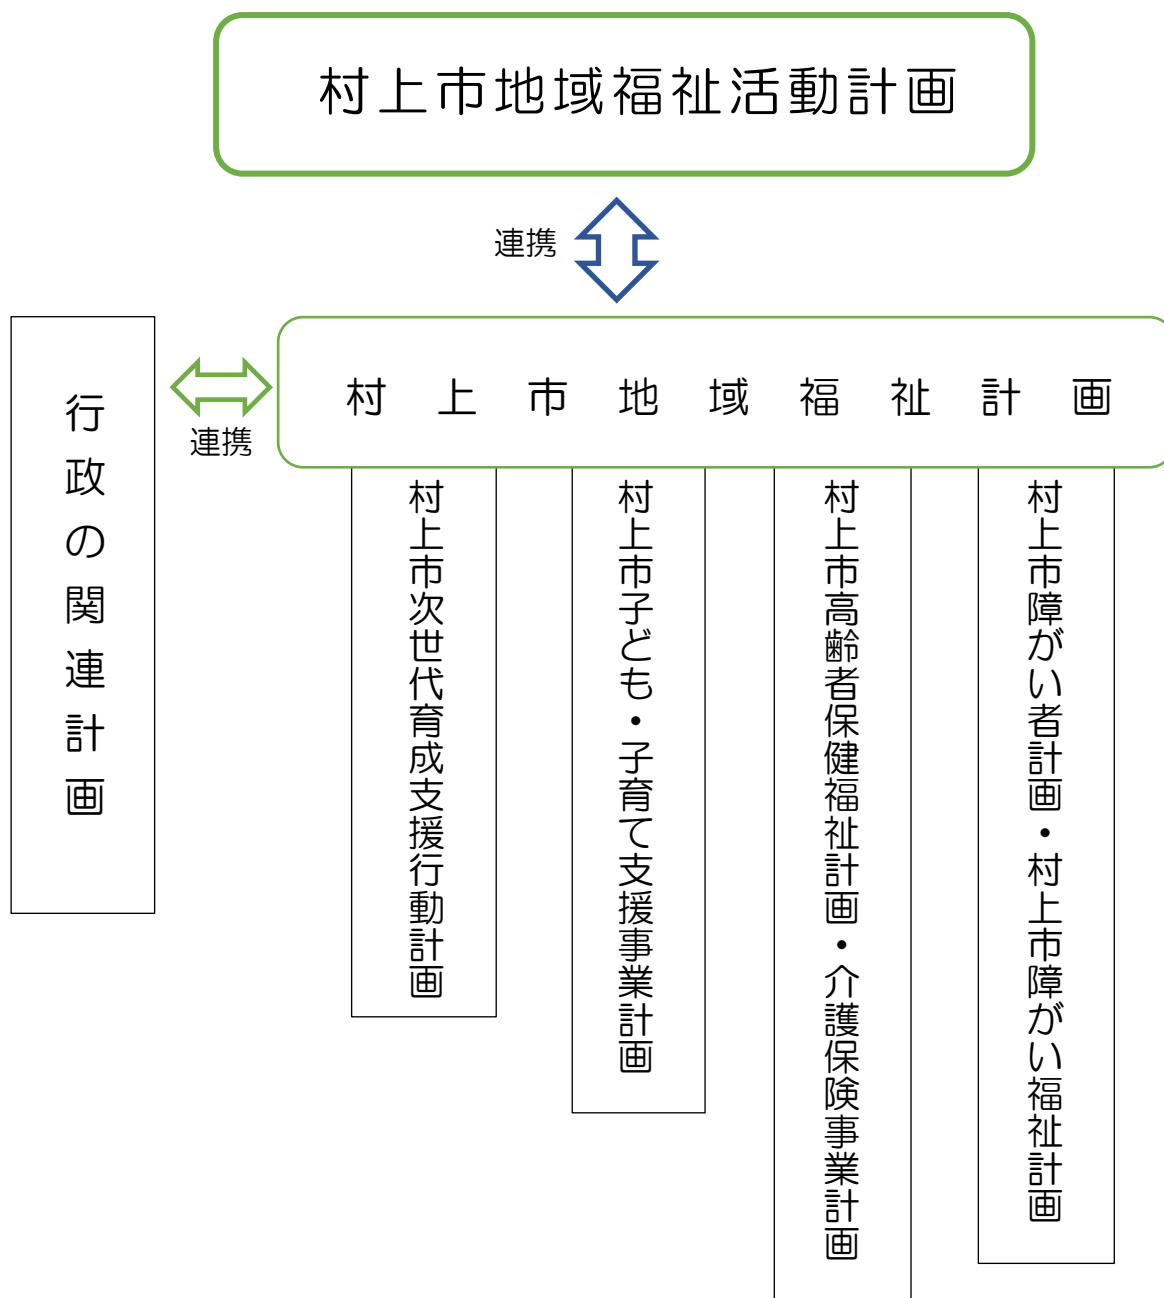 村上市地域福祉活動計画
連携
村上市地域福祉計画
連携
行政の関連計画
村上市次世代育成支援行動計画
村上市子ども・子育て支援事業計画
村上市高齢者保健福祉計画・介護保険事業計画
村上市障がい者計画・村上市障がい福祉計画